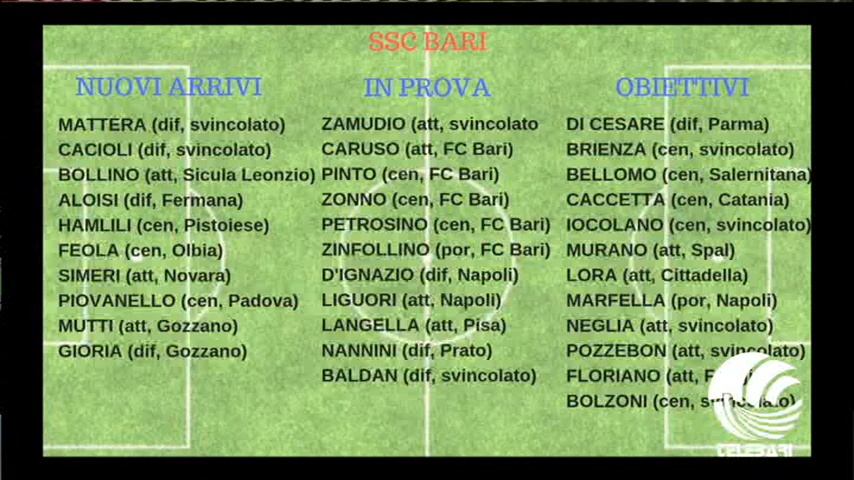 SSC BARI
NUOVI ARRIVI
MATTERA (dif, svincolato)
CACIOLI (dif, svincolato)
BOLLINO (att, Sicula Leonzio)
ALOISI (dif, Fermana)
HAMLILI (cen, Pistoiese)
FEOLA (cen, Olbia)
SIMERI (att, Novara)
PIOVANELLO (cen, Padova)
MUTTI (att, Gozzano)
GIORIA (dif, Gozzano)
IN PROVA
ZAMUDIO (att, svincolato
CARUSO (att, FC Bari)
PINTO (cen, FC Bari)
ZONNO (cen, FC Bari)
PETROSINO (cen, FC Bari)
ZINFOLLINO (por, FC Bari)
D'IGNAZIO (dif, Napoli)
LIGUORI (att, Napoli)
LANGELLA (att, Pisa)
NANNINI (dif, Prato)
BALDAN (dif, svincolato)
OBIETTIVI
DI CESARE (dif, Parma)
BRIENZA (cen, svincolato)
BELLOMO (cen, Salernitana)
CACCETTA (cen, Catania)
IOCOLANO (cen, svincolato)
MURANO (att, Spal)
LORA (att, Cittadella)
MARFELLA (por, Napoli)
NEGLIA (att, svincolato)
POZZEBON (att, svincolato)
FLORIANO (att,
BOLZONI (cen, svincolato)
TELEBARI